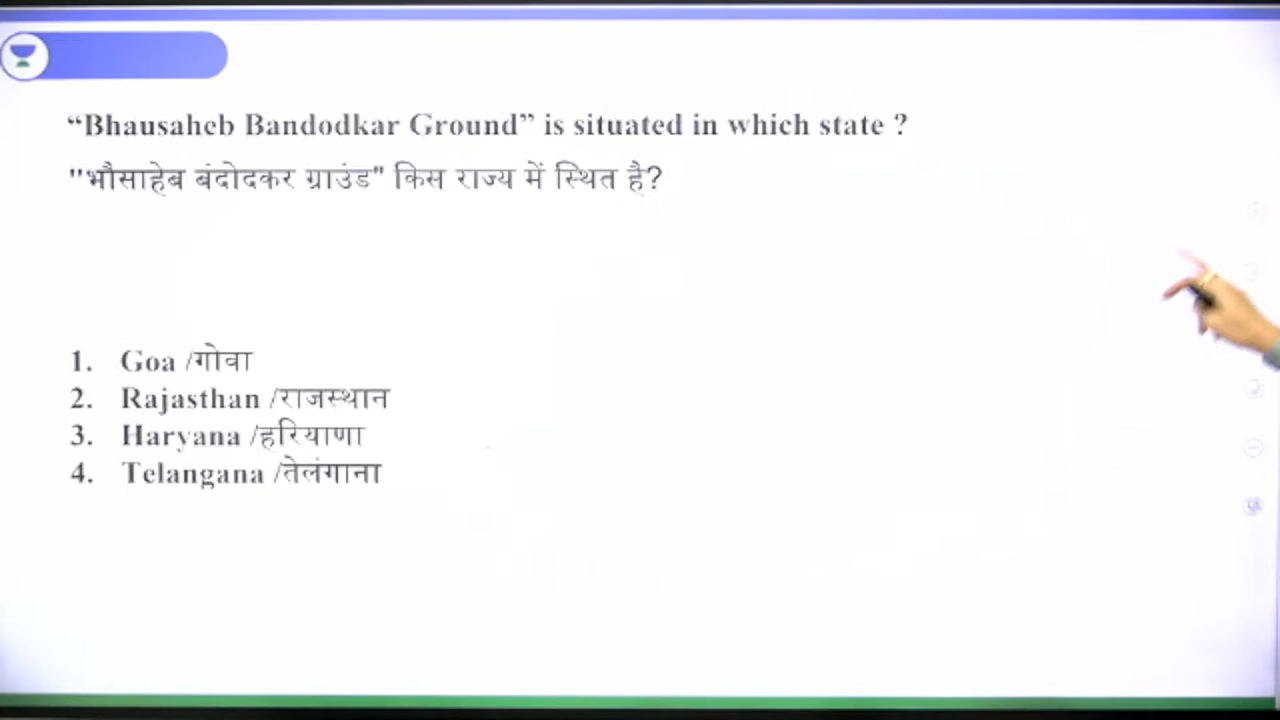 “Bhausaheb Bandodkar Ground” is situated in which state ?
"भौसाहेब बंदोदकर ग्राउंड" किस राज्य में स्थित है?
1. Goa /गोवा
2. Rajasthan /राजस्थान
3. Haryana /हरियाणा
4. Telangana /तेलंगाना